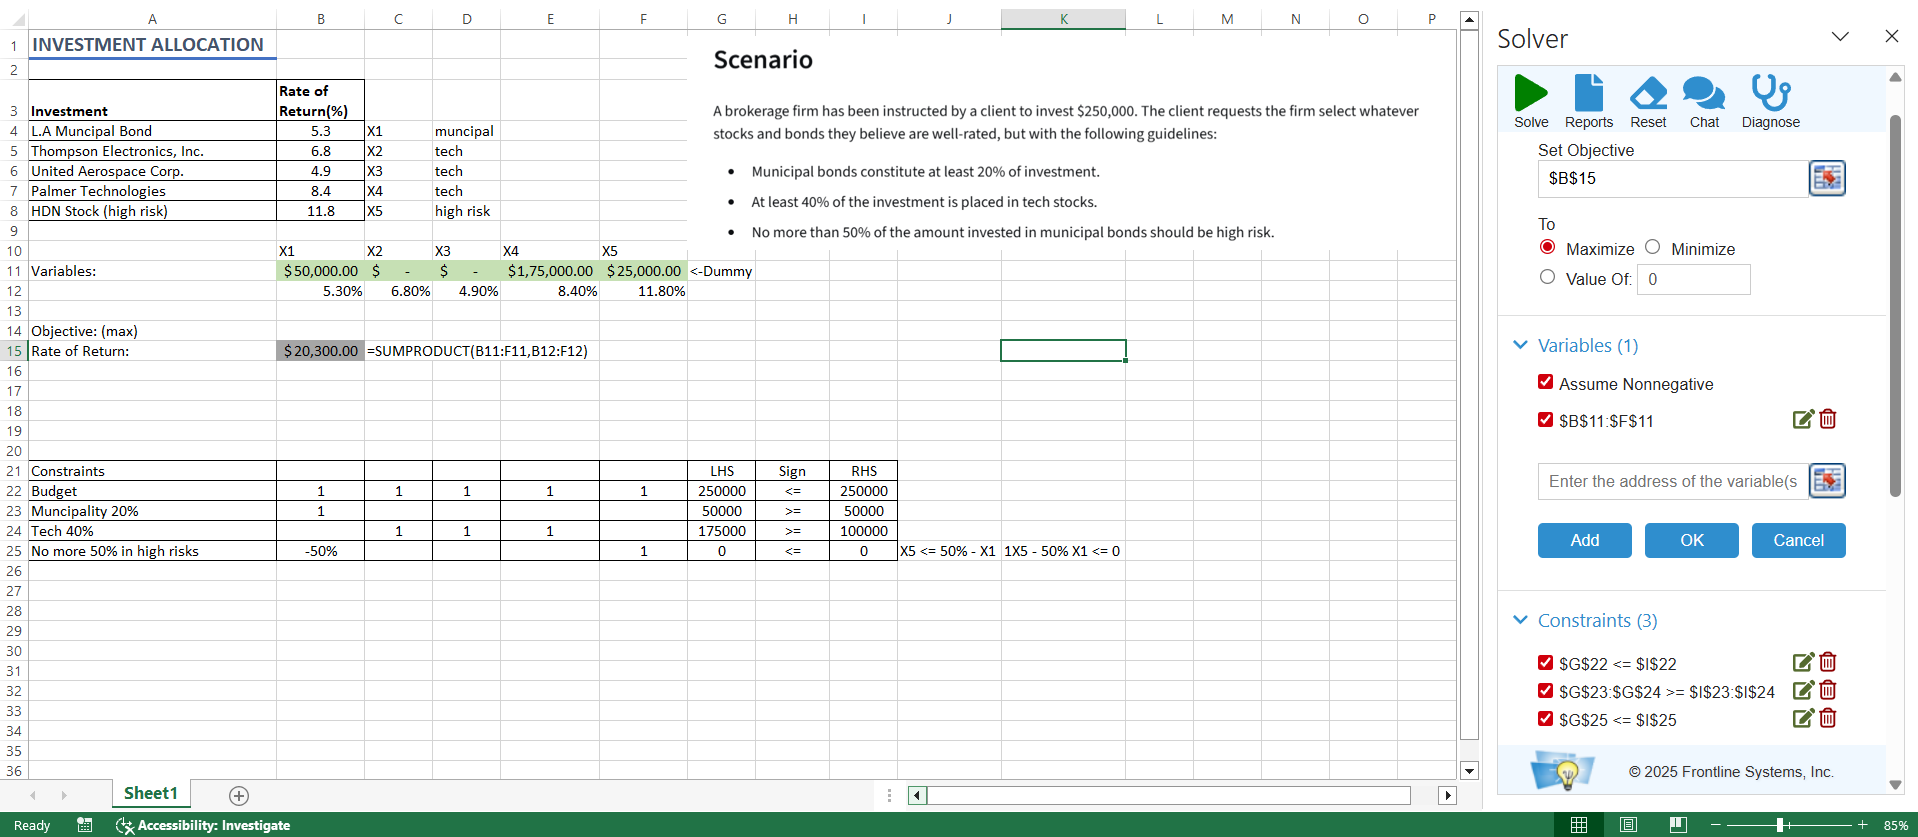 A B C D E F G H I J K L M N O P
1 INVESTMENT ALLOCATION
2
3 Investment Rate of Return(%)
4 L.A Muncipal Bond 5.3 X1 muncipal
5 Thompson Electronics, Inc. 6.8 X2 tech
6 United Aerospace Corp. 4.9 X3 tech
7 Palmer Technologies 8.4 X4 tech
8 HDN Stock (high risk) 11.8 X5 high risk
9
10 X1 X2 X3 X4 X5
11 Variables: $50,000.00 $ - $ - $1,75,000.00 $25,000.00 <-Dummy
12 5.30% 6.80% 4.90% 8.40% 11.80%
13
14 Objective: (max)
15 Rate of Return: $20,300.00 =SUMPRODUCT(B11:F11,B12:F12)
16
17
18
19
20
21 Constraints LHS Sign RHS
22 Budget 1 1 1 1 1 250000 <= 250000
23 Muncipality 20% 1 50000 >= 50000
24 Tech 40% 1 1 1 175000 >= 100000
25 No more 50% in high risks -50% 1 0 <= 0 X5 <= 50% - X1 1X5 - 50% X1 <= 0
26
27
28
29
30
31
32
33
34
35
36
Scenario
A brokerage firm has been instructed by a client to invest $250,000. The client requests the firm select whatever
stocks and bonds they believe are well-rated, but with the following guidelines:
• Municipal bonds constitute at least 20% of investment.
• At least 40% of the investment is placed in tech stocks.
• No more than 50% of the amount invested in municipal bonds should be high risk.
Sheet1
Ready Accessibility: Investigate 85%
Solver
Solve Reports Reset Chat Diagnose
Set Objective
$B$15
To
Maximize Minimize
Value Of: 0
Variables (1)
Assume Nonnegative
$B$11:$F$11
Enter the address of the variable(s
Add OK Cancel
Constraints (3)
$G$22 <= $I$22
$G$23:$G$24 >= $I$23:$I$24
$G$25 <= $I$25
© 2025 Frontline Systems, Inc.